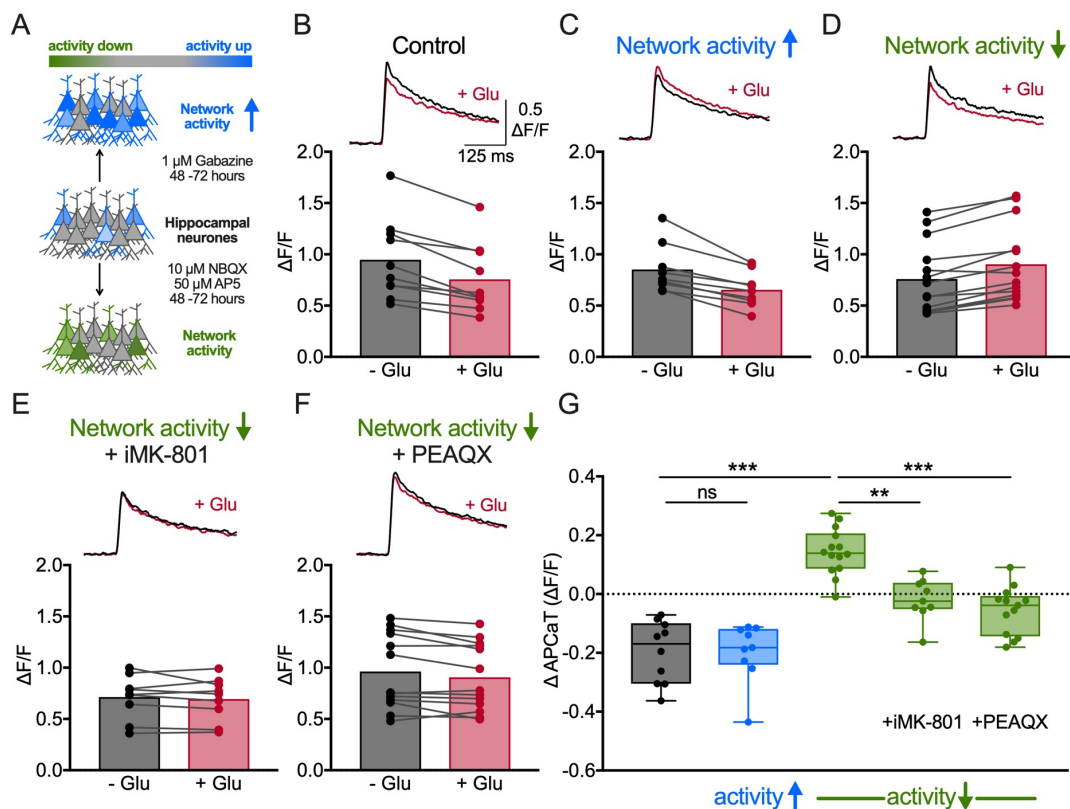 A
activity down
activity up
Network
activity
1 µM Gabazine
48 -72 hours
Hippocampal
neurones
10 µM NBQX
50 µM AP5
48 -72 hours
Network
activity
B
Control
+ Glu
0.5
ΔF/F
125 ms
2.0
1.5
1.0
0.5
0.0
ΔF/F
- Glu
+ Glu
C
Network activity
+ Glu
2.0
1.5
1.0
0.5
0.0
ΔF/F
- Glu
+ Glu
D
Network activity
+ Glu
2.0
1.5
1.0
0.5
0.0
ΔF/F
- Glu
+ Glu
E
Network activity
+ iMK-801
+ Glu
2.0
1.5
1.0
0.5
0.0
ΔF/F
- Glu
+ Glu
F
Network activity
+ PEAQX
+ Glu
2.0
1.5
1.0
0.5
0.0
ΔF/F
- Glu
+ Glu
G
0.4
0.2
0.0
-0.2
-0.4
-0.6
Δ APCaT (ΔF/F)
***
***
ns
**
+iMK-801
+PEAQX
activity
activity